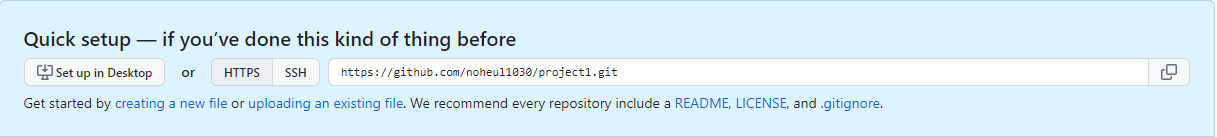 Quick setup — if you’ve done this kind of thing before
Set up in Desktop or HTTPS SSH https://github.com/noheul1030/project1.git
Get started by creating a new file or uploading an existing file. We recommend every repository include a README, LICENSE, and .gitignore.